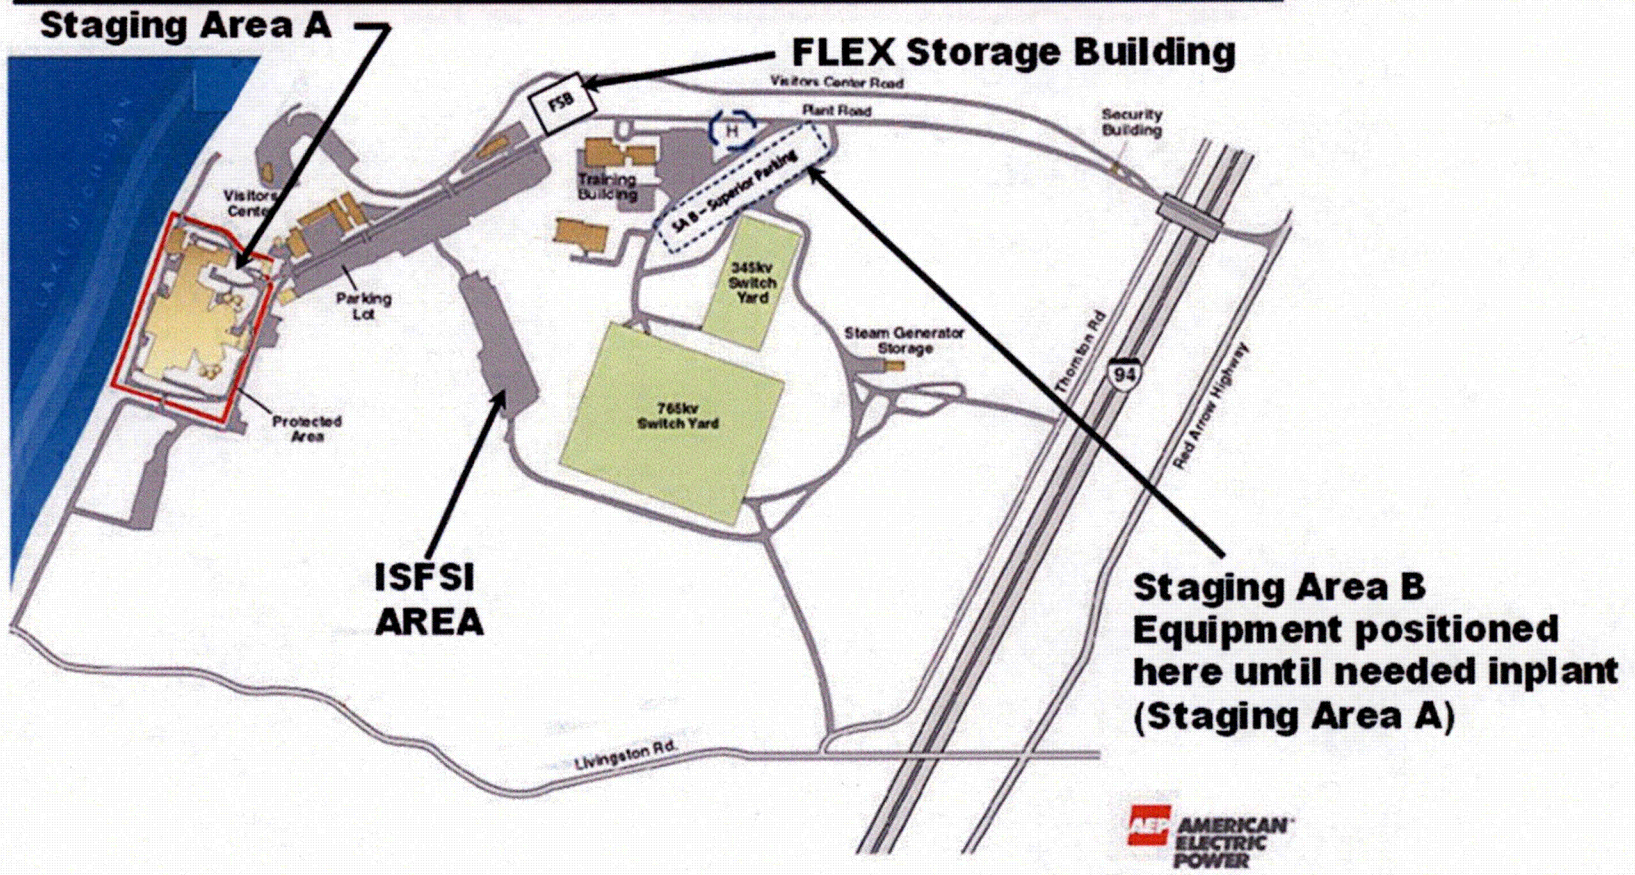 Staging Area A
FLEX Storage Building
Visitors Center Road
FSB
Plant Road
H
Security
Building
Training
Building
SA B – Superior Parking
Visitors
Center
LAKE MICHIGAN
345kv
Switch
Yard
Parking
Lot
Steam Generator
Storage
Thornton Rd
94
Red Arrow Highway
765kv
Switch Yard
Protected
Area
ISFSI
AREA
Staging Area B
Equipment positioned
here until needed inplant
(Staging Area A)
Livingston Rd.
AEP
AMERICAN
ELECTRIC
POWER